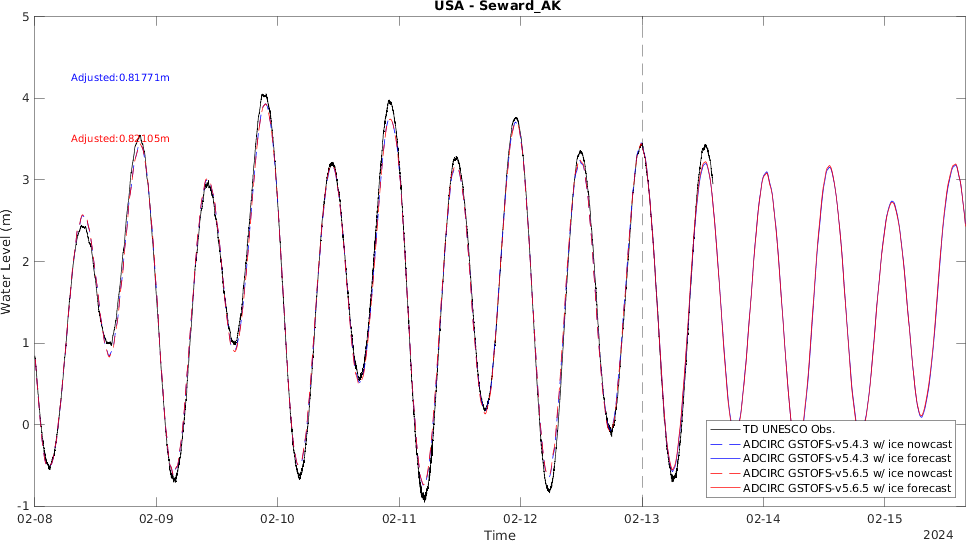 USA - Seward_AK
5
Adjusted:0.81771m
4
Adjusted:0.82105m
3
Water Level (m)
2
1
0
TD UNESCO Obs.
ADCIRC GSTOFS-v5.4.3 w/ ice nowcast
ADCIRC GSTOFS-v5.4.3 w/ ice forecast
ADCIRC GSTOFS-v5.6.5 w/ ice nowcast
ADCIRC GSTOFS-v5.6.5 w/ ice forecast
-1
02-08 02-09 02-10 02-11 02-12 02-13 02-14 02-15
Time
2024